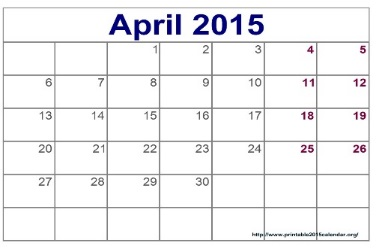 April 2015
1 2 3 4 5
6 7 8 9 10 11 12
13 14 15 16 17 18 19
20 21 22 23 24 25 26
27 28 29 30
http://www.printable2015calendar.org/